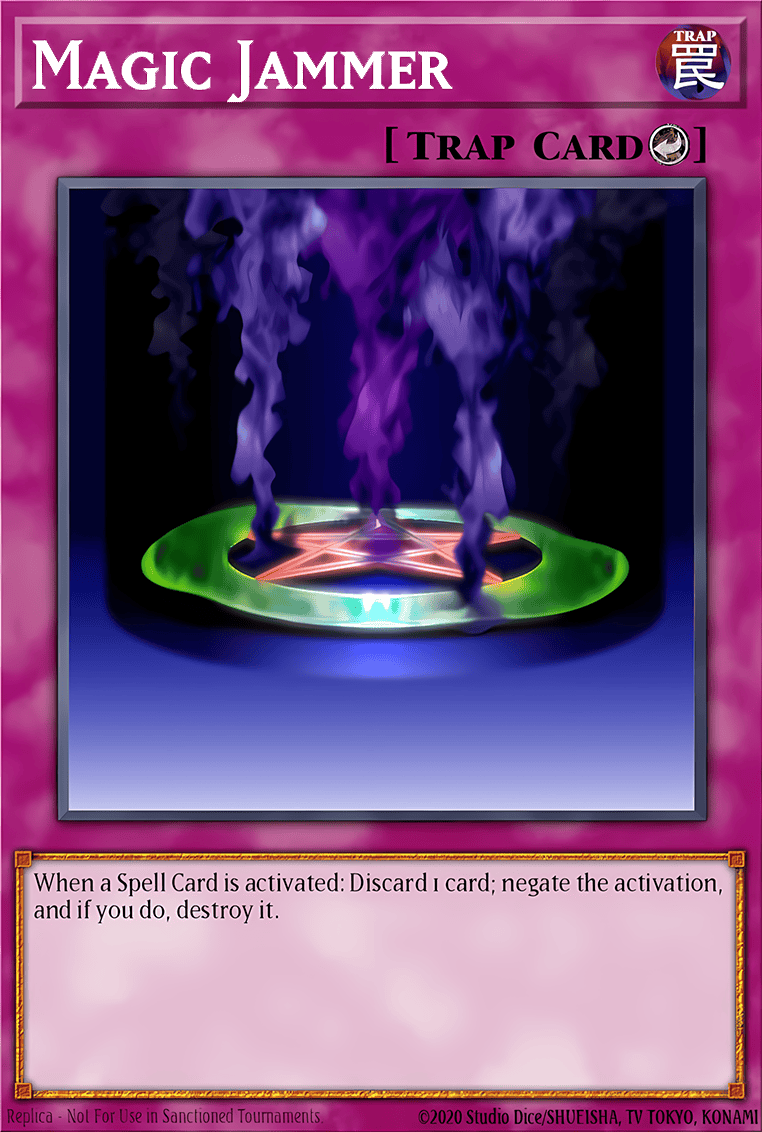 Magic Jammer
TRAP
罠
[Trap Card]
When a Spell Card is activated: Discard 1 card; negate the activation,
and if you do, destroy it.
Replica - Not For Use in Sanctioned Tournaments.
©2020 Studio Dice/SHUEISHA, TV TOKYO, KONAMI